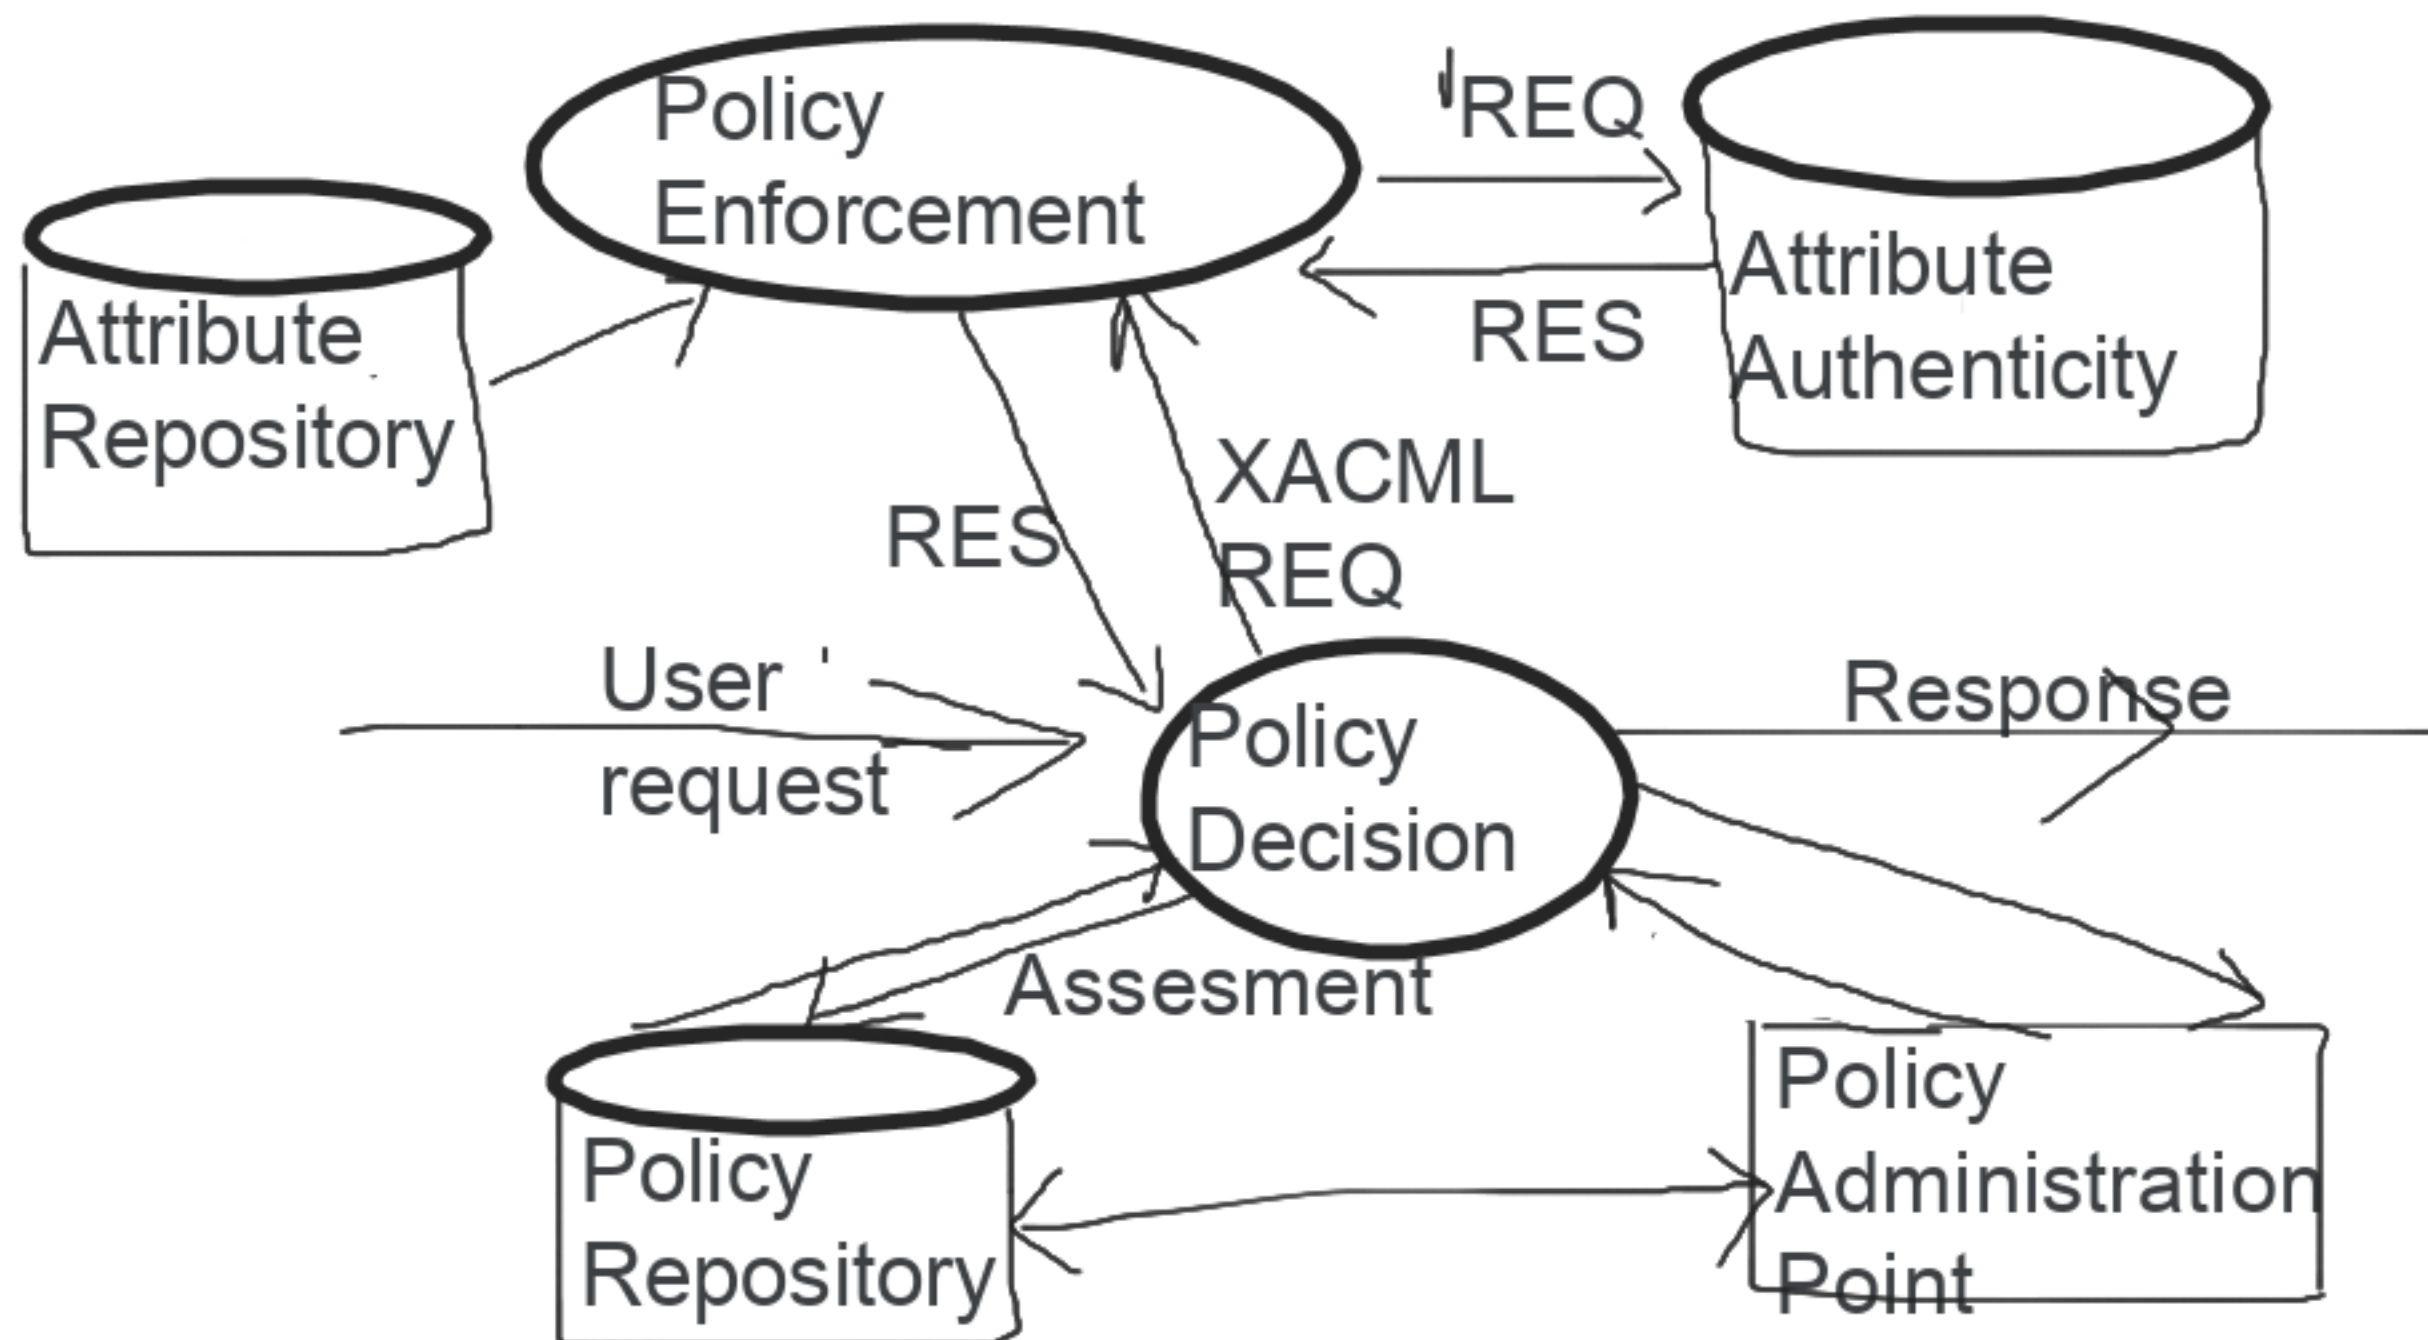 Policy
Enforcement
REQ
Attribute
Authenticity
RES
Attribute
Repository
RES
XACML
REQ
User
request
Policy
Decision
Response
Assesment
Policy
Repository
Policy
Administration
Point